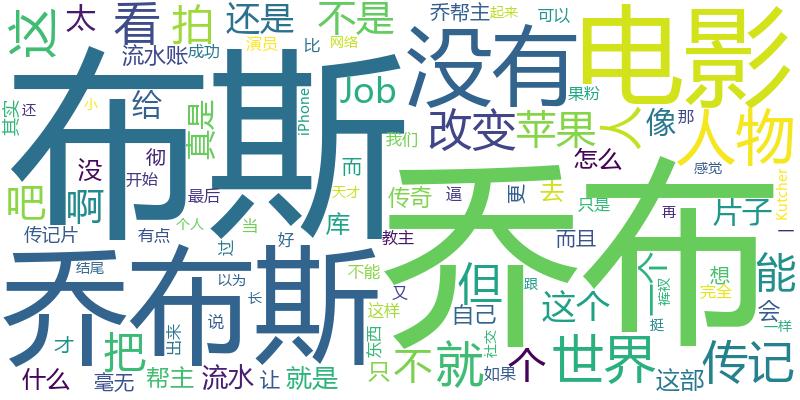 这
太
看
拍
还是
不是
乔帮主
起来
可以
电影
流水账
成功
演员
比
网络
没有
布斯
Job
果粉
其实
还
小
给
真是
iPhone
我们
改变
苹果
人
像
那
人物
没
彻
而
怎么
感觉
吧
啊
开始
最后
天才
传奇
逼
更
去
只是
再
Kutcher
乔布
片子
一
传记片
有点
个人
过
当
好
库
教主
而且
乔布斯
结尾
以为
长
不能
又
但
这个
一个
裤衩
想
能
完全
会
说
这样
跟
自己
挺
一样
才
出来
把
东西
社交
世界
传记
什么
毫无
帮主
流水
让
就是
只
不
就
如果
个
这部